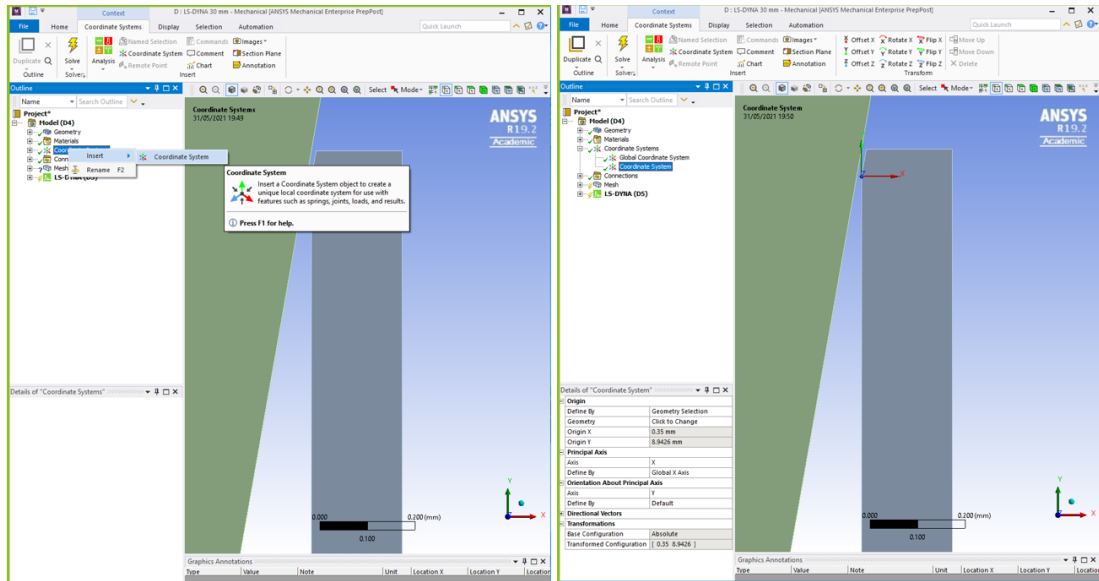 Context
D : LS-DYNA 30 mm - Mechanical [ANSYS Mechanical Enterprise PrepPost]
File Home Coordinate Systems Display Selection Automation Quick Launch
Duplicate Q
Outline
Solve
Solver
Analysis
Named Selection Commands Images
Coordinate System Comment Section Plane
Remote Point Chart Annotation
Insert
Outline
Select Mode
Name Search Outline
Project*
Model (D4)
Geometry
Materials
Mesh
LS-DYNA (D5)
Insert
Rename F2
Coordinate System
Coordinate System
Insert a Coordinate System object to create a
unique local coordinate system for use with
features such as springs, joints, loads, and results.
Press F1 for help.
Coordinate Systems
31/05/2021 19:49
ANSYS
R19.2
Academic
Details of "Coordinate Systems"
Y
X
0.000 0.200 (mm)
0.100
Graphics Annotations
Type Value Note Unit Location X Location Y Location
Context
D : LS-DYNA 30 mm - Mechanical [ANSYS Mechanical Enterprise PrepPost]
File Home Coordinate Systems Display Selection Automation Quick Launch
Duplicate Q
Outline
Solve
Solver
Analysis
Named Selection Commands Images
Coordinate System Comment Section Plane
Remote Point Chart Annotation
Insert
Offset X Rotate X Flip X Move Up
Offset Y Rotate Y Flip Y Move Down
Offset Z Rotate Z Flip Z Delete
Transform
Outline
Select Mode
Name Search Outline
Project*
Model (D4)
Geometry
Materials
Coordinate Systems
Global Coordinate System
Coordinate System
Connections
Mesh
LS-DYNA (D5)
Coordinate System
31/05/2021 19:50
ANSYS
R19.2
Academic
X
Details of "Coordinate System"
Origin
Define By Geometry Selection
Geometry Click to Change
Origin X 0.35 mm
Origin Y 8.9426 mm
Principal Axis
Axis X
Define By Global X Axis
Orientation About Principal Axis
Axis Y
Define By Default
Directional Vectors
Transformations
Base Configuration Absolute
Transformed Configuration [ 0.35 8.9426 ]
Y
X
0.000 0.200 (mm)
0.100
Graphics Annotations
Type Value Note Unit Location X Location Y Location